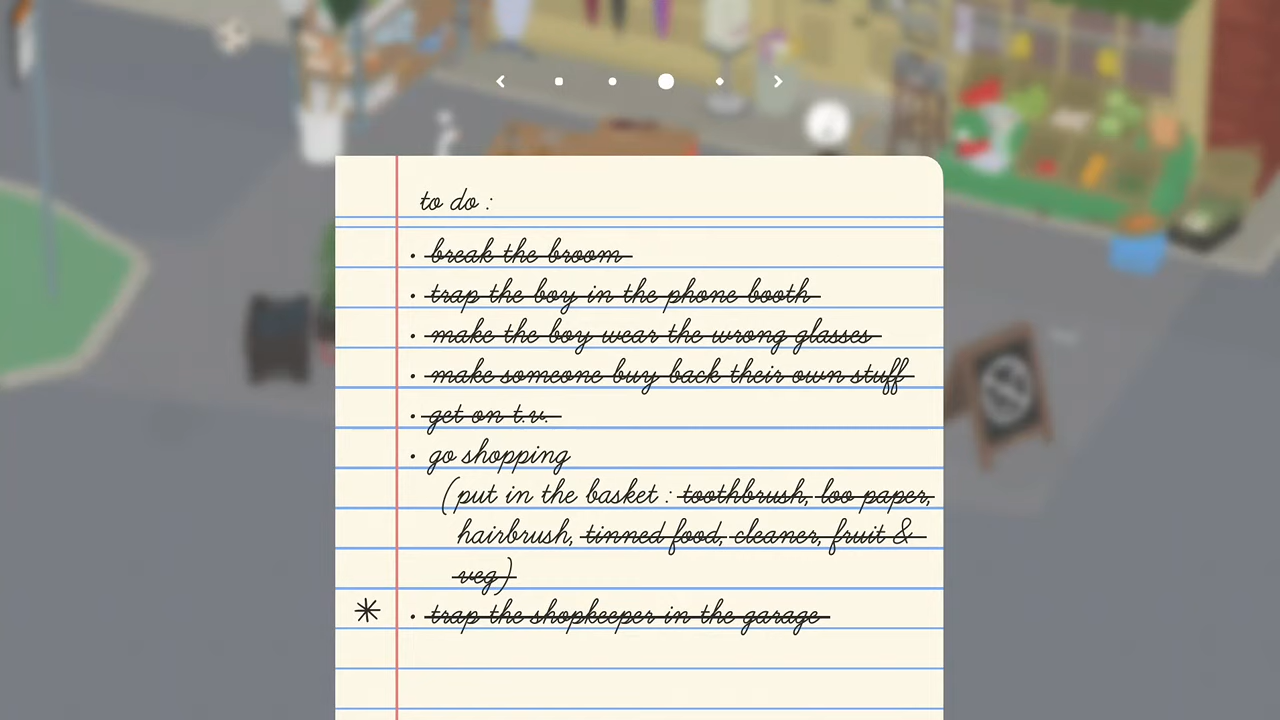 to do :
• break the broom
• trap the boy in the phone booth
• make the boy wear the wrong glasses
• make someone buy back their own stuff
• get on t.v.
• go shopping
(put in the basket : toothbrush, loo paper,
hairbrush, tinned food, cleaner, fruit &
veg)
• trap the shopkeeper in the garage